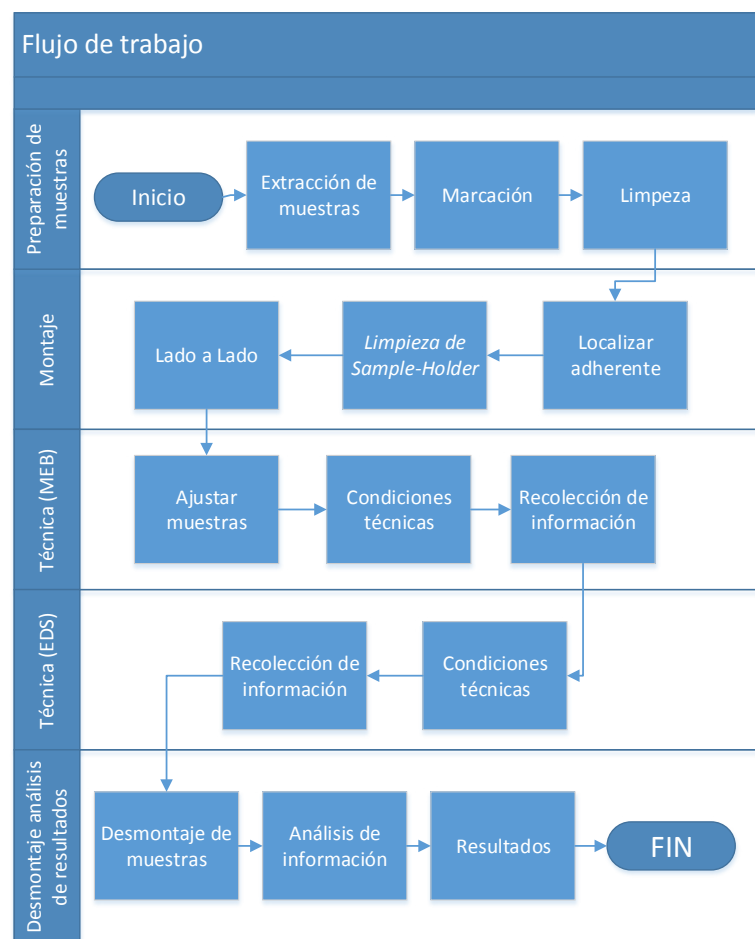 Flujo de trabajo
Preparación de
muestras
Inicio
Extracción de
muestras
Marcación
Limpeza
Montaje
Lado a Lado
Limpieza de
Sample-Holder
Localizar
adherente
Técnica (MEB)
Ajustar
muestras
Condiciones
técnicas
Recolección de
información
Técnica (EDS)
Recolección de
información
Condiciones
técnicas
Desmontaje análisis
de resultados
Desmontaje de
muestras
Análisis de
información
Resultados
FIN